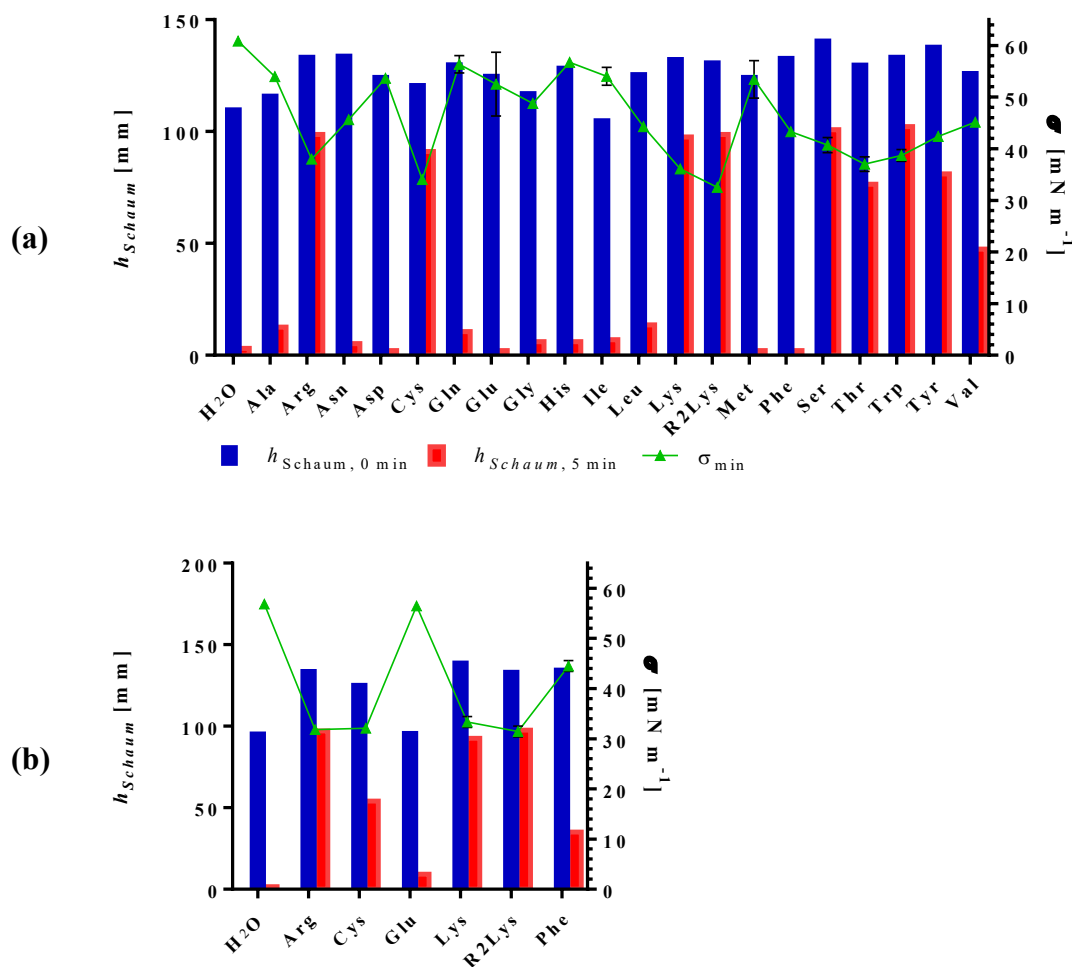 (a)
h_Schaum [mm]
150
100
50
0
60
50
40
30
20
10
0
σ [mN m⁻¹]
H₂O Ala Arg Asn Asp Cys Gln Glu Gly His Ile Leu Lys R2Lys Met Phe Ser Thr Trp Tyr Val
h_Schaum, 0 min h_Schaum, 5 min σ_min
(b)
h_Schaum [mm]
200
150
100
50
0
60
50
40
30
20
10
0
σ [mN m⁻¹]
H₂O Arg Cys Glu Lys R2Lys Phe